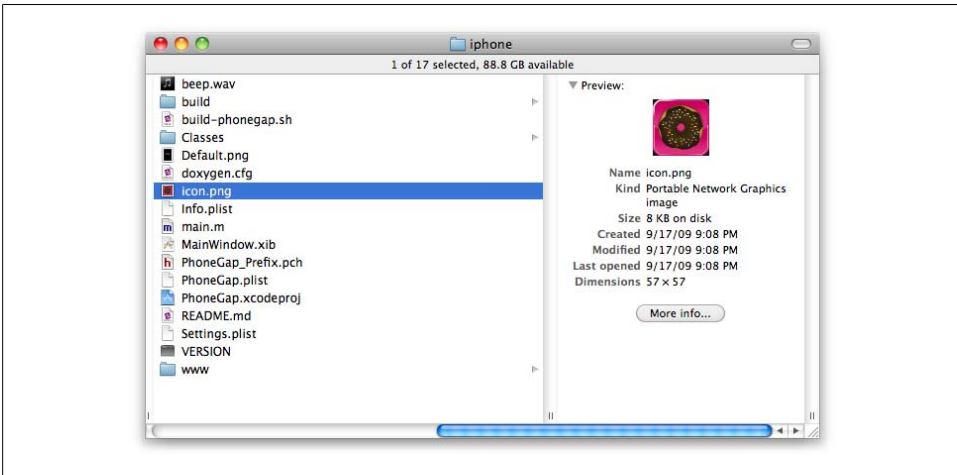 iphone
1 of 17 selected, 88.8 GB available
beep.wav
build
build-phonegap.sh
Classes
Default.png
doxygen.cfg
icon.png
Info.plist
main.m
MainWindow.xib
PhoneGap_Prefix.pch
PhoneGap.plist
PhoneGap.xcodeproj
README.md
Settings.plist
VERSION
www
Preview:
Name icon.png
Kind Portable Network Graphics
image
Size 8 KB on disk
Created 9/17/09 9:08 PM
Modified 9/17/09 9:08 PM
Last opened 9/17/09 9:08 PM
Dimensions 57 × 57
More info...